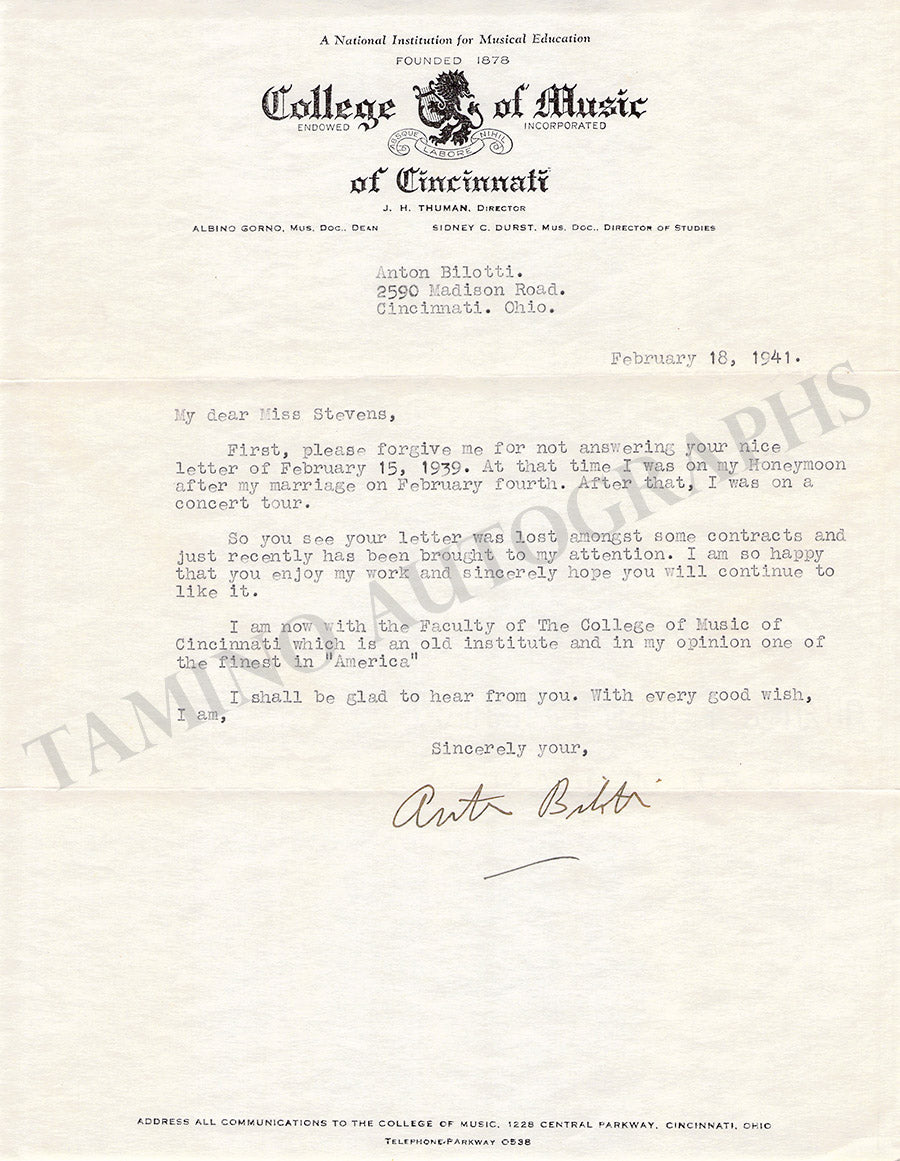 A National Institution for Musical Education
FOUNDED 1878
College of Music
ENDOWED INCORPORATED
ABSQUE LABORE NIHIL
of Cincinnati
J. H. THUMAN, DIRECTOR
ALBINO GORNO, MUS. DOC., DEAN SIDNEY C. DURST, MUS. DOC., DIRECTOR OF STUDIES
Anton Bilotti.
2590 Madison Road.
Cincinnati. Ohio.
February 18, 1941.
My dear Miss Stevens,
First, please forgive me for not answering your nice
letter of February 15, 1939. At that time I was on my Honeymoon
after my marriage on February fourth. After that, I was on a
concert tour.
So you see your letter was lost amongst some contracts and
just recently has been brought to my attention. I am so happy
that you enjoy my work and sincerely hope you will continue to
like it.
I am now with the Faculty of The College of Music of
Cincinnati which is an old institute and in my opinion one of
the finest in "America"
I shall be glad to hear from you. With every good wish,
I am,
Sincerely your,
Anton Bilotti
ADDRESS ALL COMMUNICATIONS TO THE COLLEGE OF MUSIC, 1228 CENTRAL PARKWAY, CINCINNATI, OHIO
TELEPHONE-PARKWAY 0538
TAMINO AUTOGRAPHS